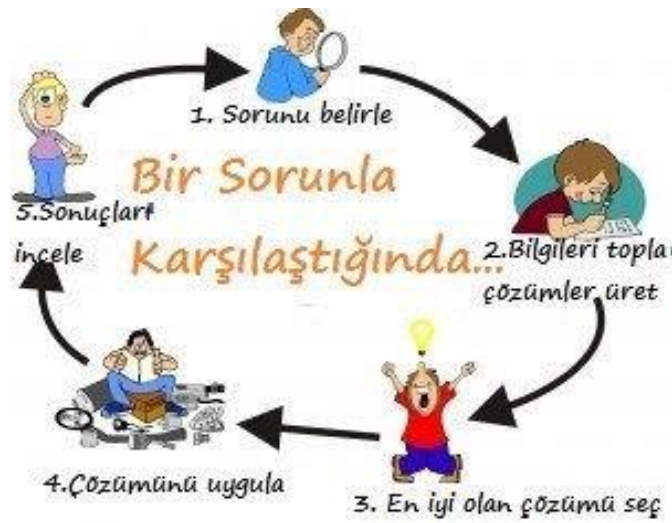 1. Sorunu belirle
Bir Sorunla
Karşılaştığında...
2.Bilgileri topla
çözümler üret
3. En iyi olan çözümü seç
4.Çözümünü uygula
5.Sonuçları
incele